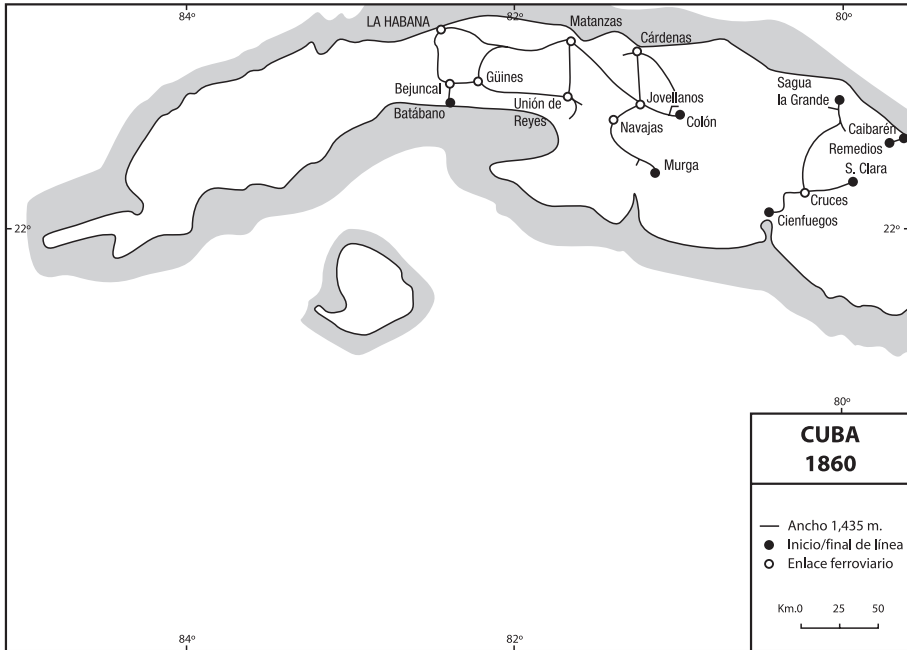 84º
82º
80º
LA HABANA
Matanzas
Cárdenas
Bejuncal
Güines
Batábano
Unión de
Reyes
Jovellanos
Navajas
Colón
Murga
Sagua
la Grande
Caibarén
Remedios
S. Clara
Cruces
Cienfuegos
22º
22º
80º
CUBA
1860
Ancho 1,435 m.
Inicio/final de línea
Enlace ferroviario
Km.0 25 50
84º
82º